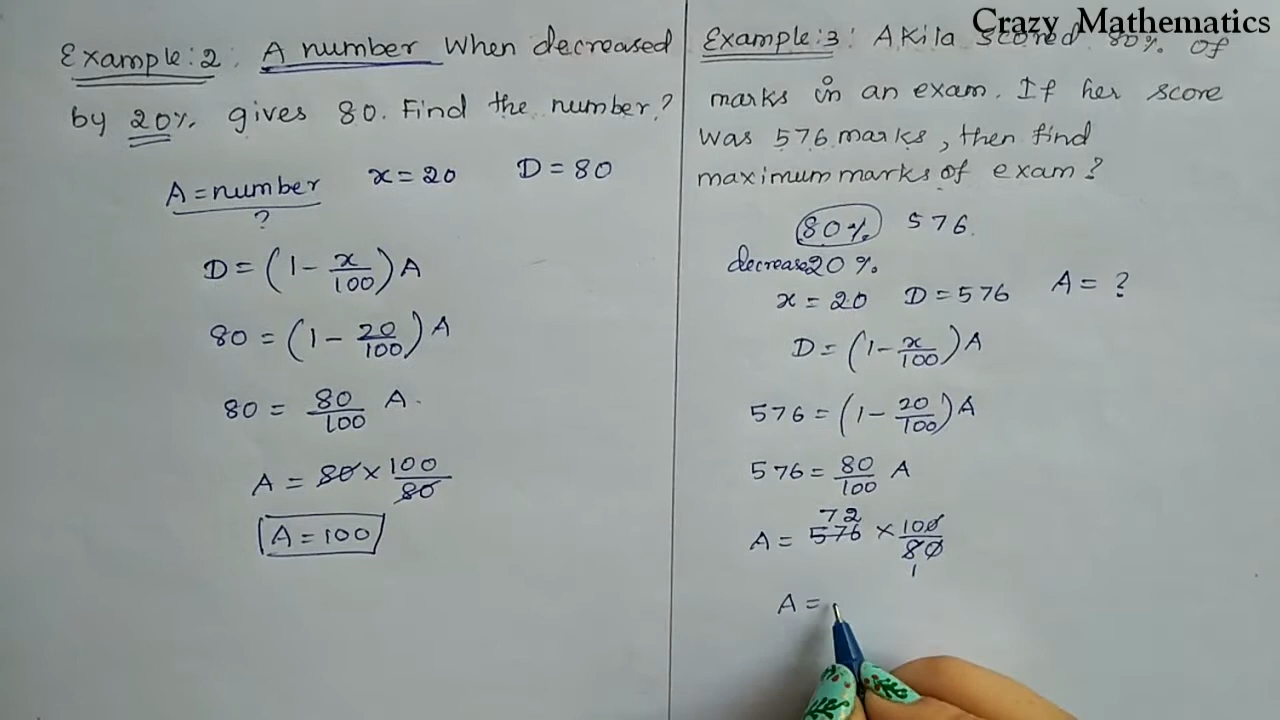 Crazy Mathematics
Example:2: A number when decreased
by 20% gives 80. Find the number?
A = number x = 20 D = 80
?
D = (1 - x/100) A
80 = (1 - 20/100) A
80 = 80/100 A.
A = 80 × 100/80
A = 100
Example:3: AKila scored 80% of
marks in an exam. If her score
was 576 marks, then find
maximum marks of exam?
80% 576.
decrease 20%.
x = 20 D = 576 A = ?
D = (1 - x/100) A
576 = (1 - 20/100) A
576 = 80/100 A
72
A = 576 × 100/80
1
A =